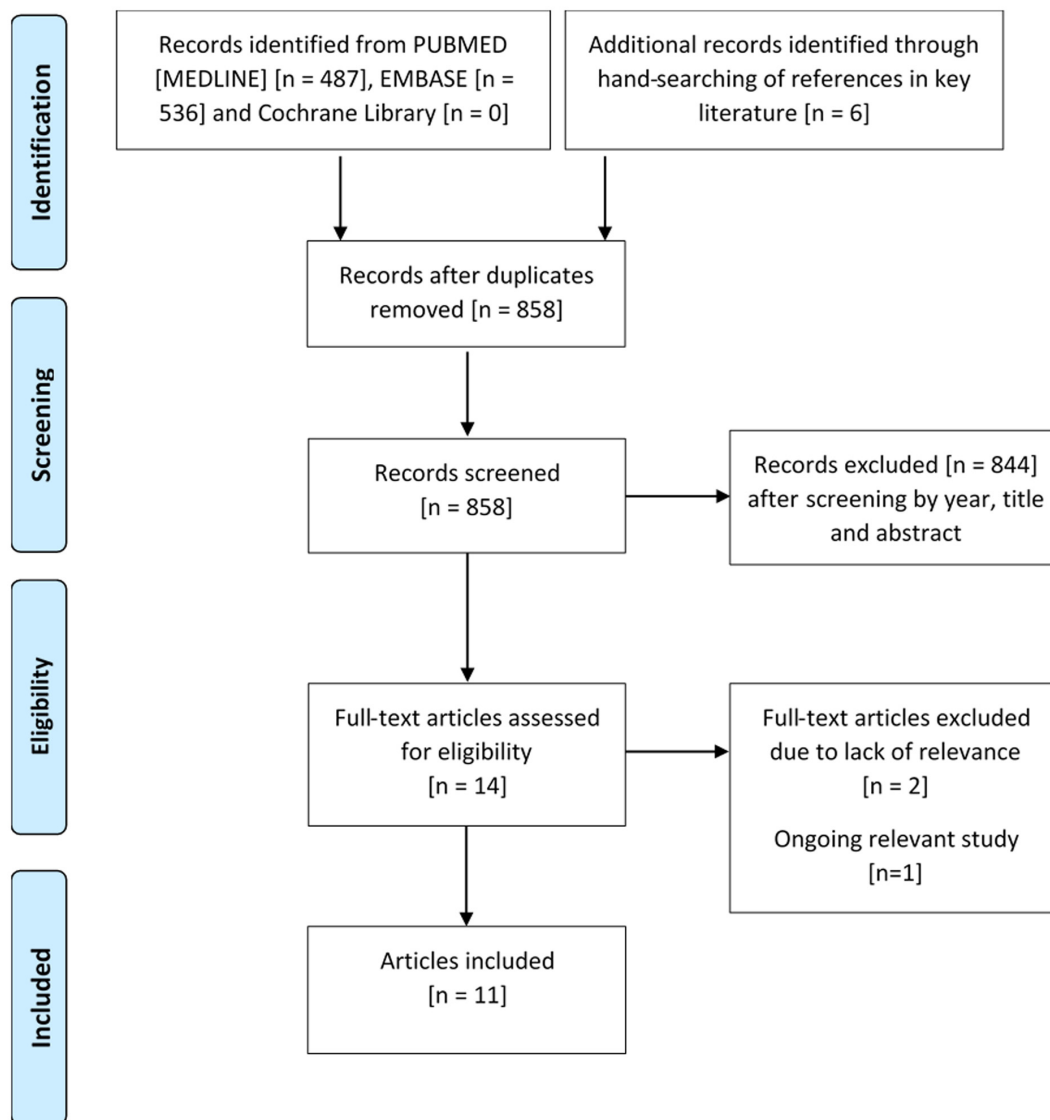 Identification
Records identified from PUBMED
[MEDLINE] [n = 487], EMBASE [n =
536] and Cochrane Library [n = 0]
Additional records identified through
hand-searching of references in key
literature [n = 6]
Records after duplicates
removed [n = 858]
Screening
Records screened
[n = 858]
Records excluded [n = 844]
after screening by year, title
and abstract
Eligibility
Full-text articles assessed
for eligibility
[n = 14]
Full-text articles excluded
due to lack of relevance
[n = 2]
Ongoing relevant study
[n=1]
Included
Articles included
[n = 11]